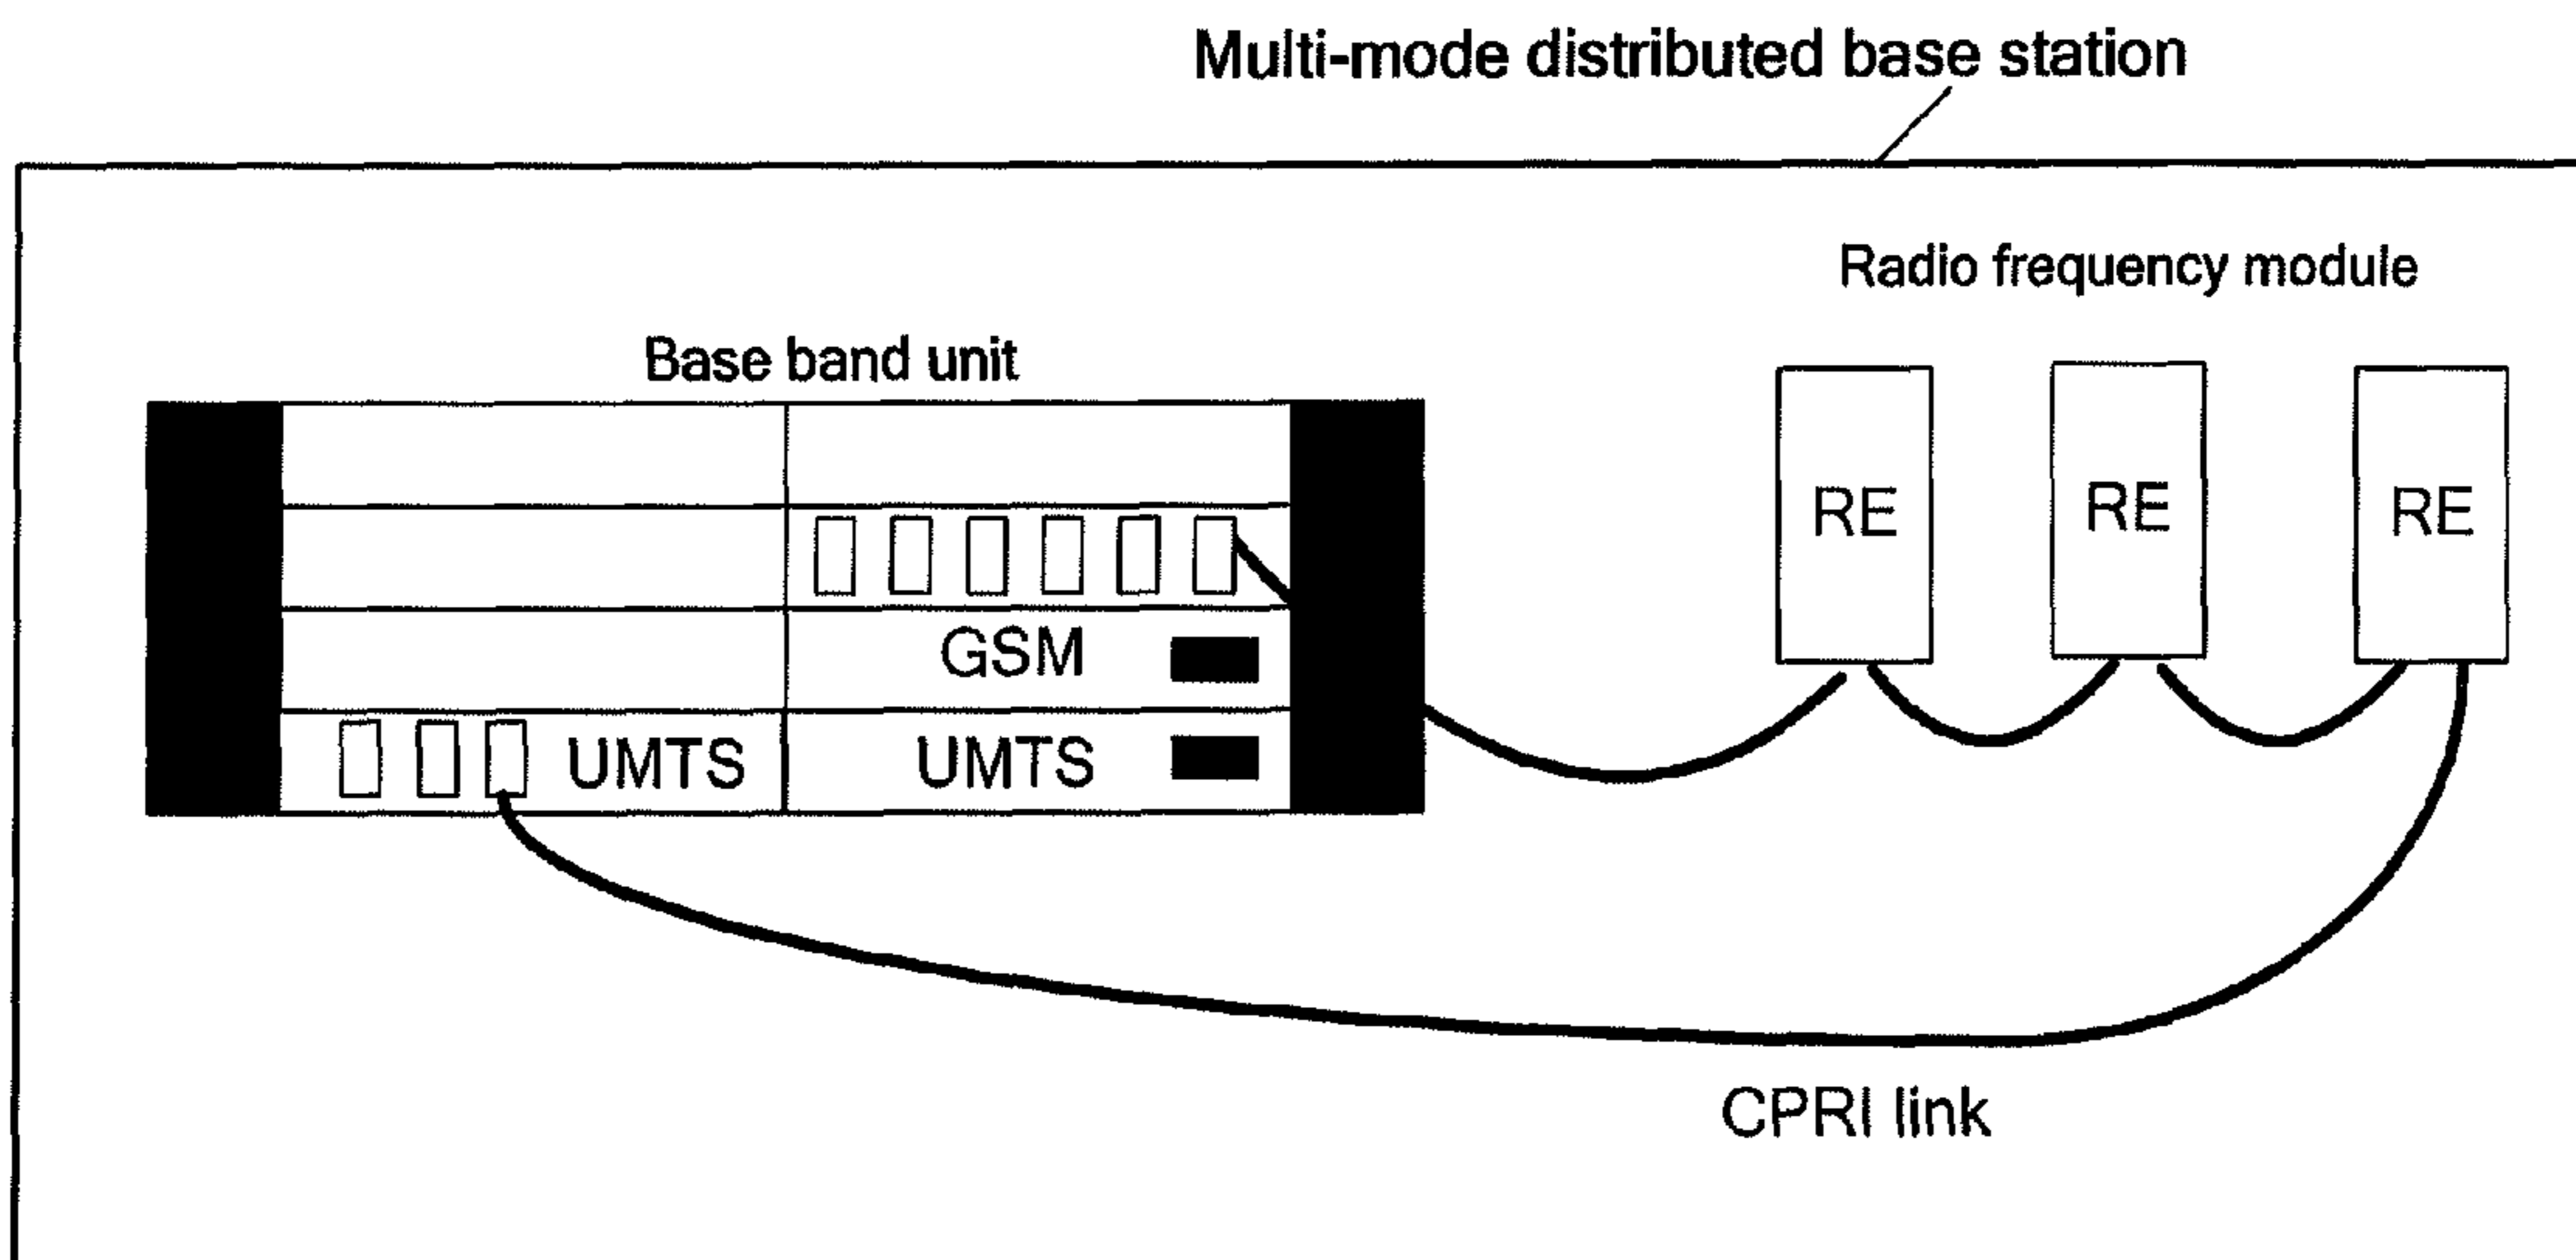 Multi-mode distributed base station
Radio frequency module
Base band unit
RE RE RE
GSM
UMTS UMTS
CPRI link